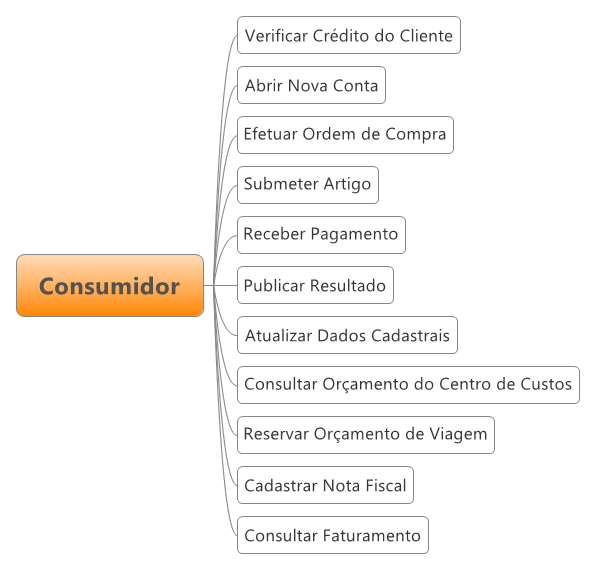 Verificar Crédito do Cliente
Abrir Nova Conta
Efetuar Ordem de Compra
Submeter Artigo
Receber Pagamento
Consumidor
Publicar Resultado
Atualizar Dados Cadastrais
Consultar Orçamento do Centro de Custos
Reservar Orçamento de Viagem
Cadastrar Nota Fiscal
Consultar Faturamento